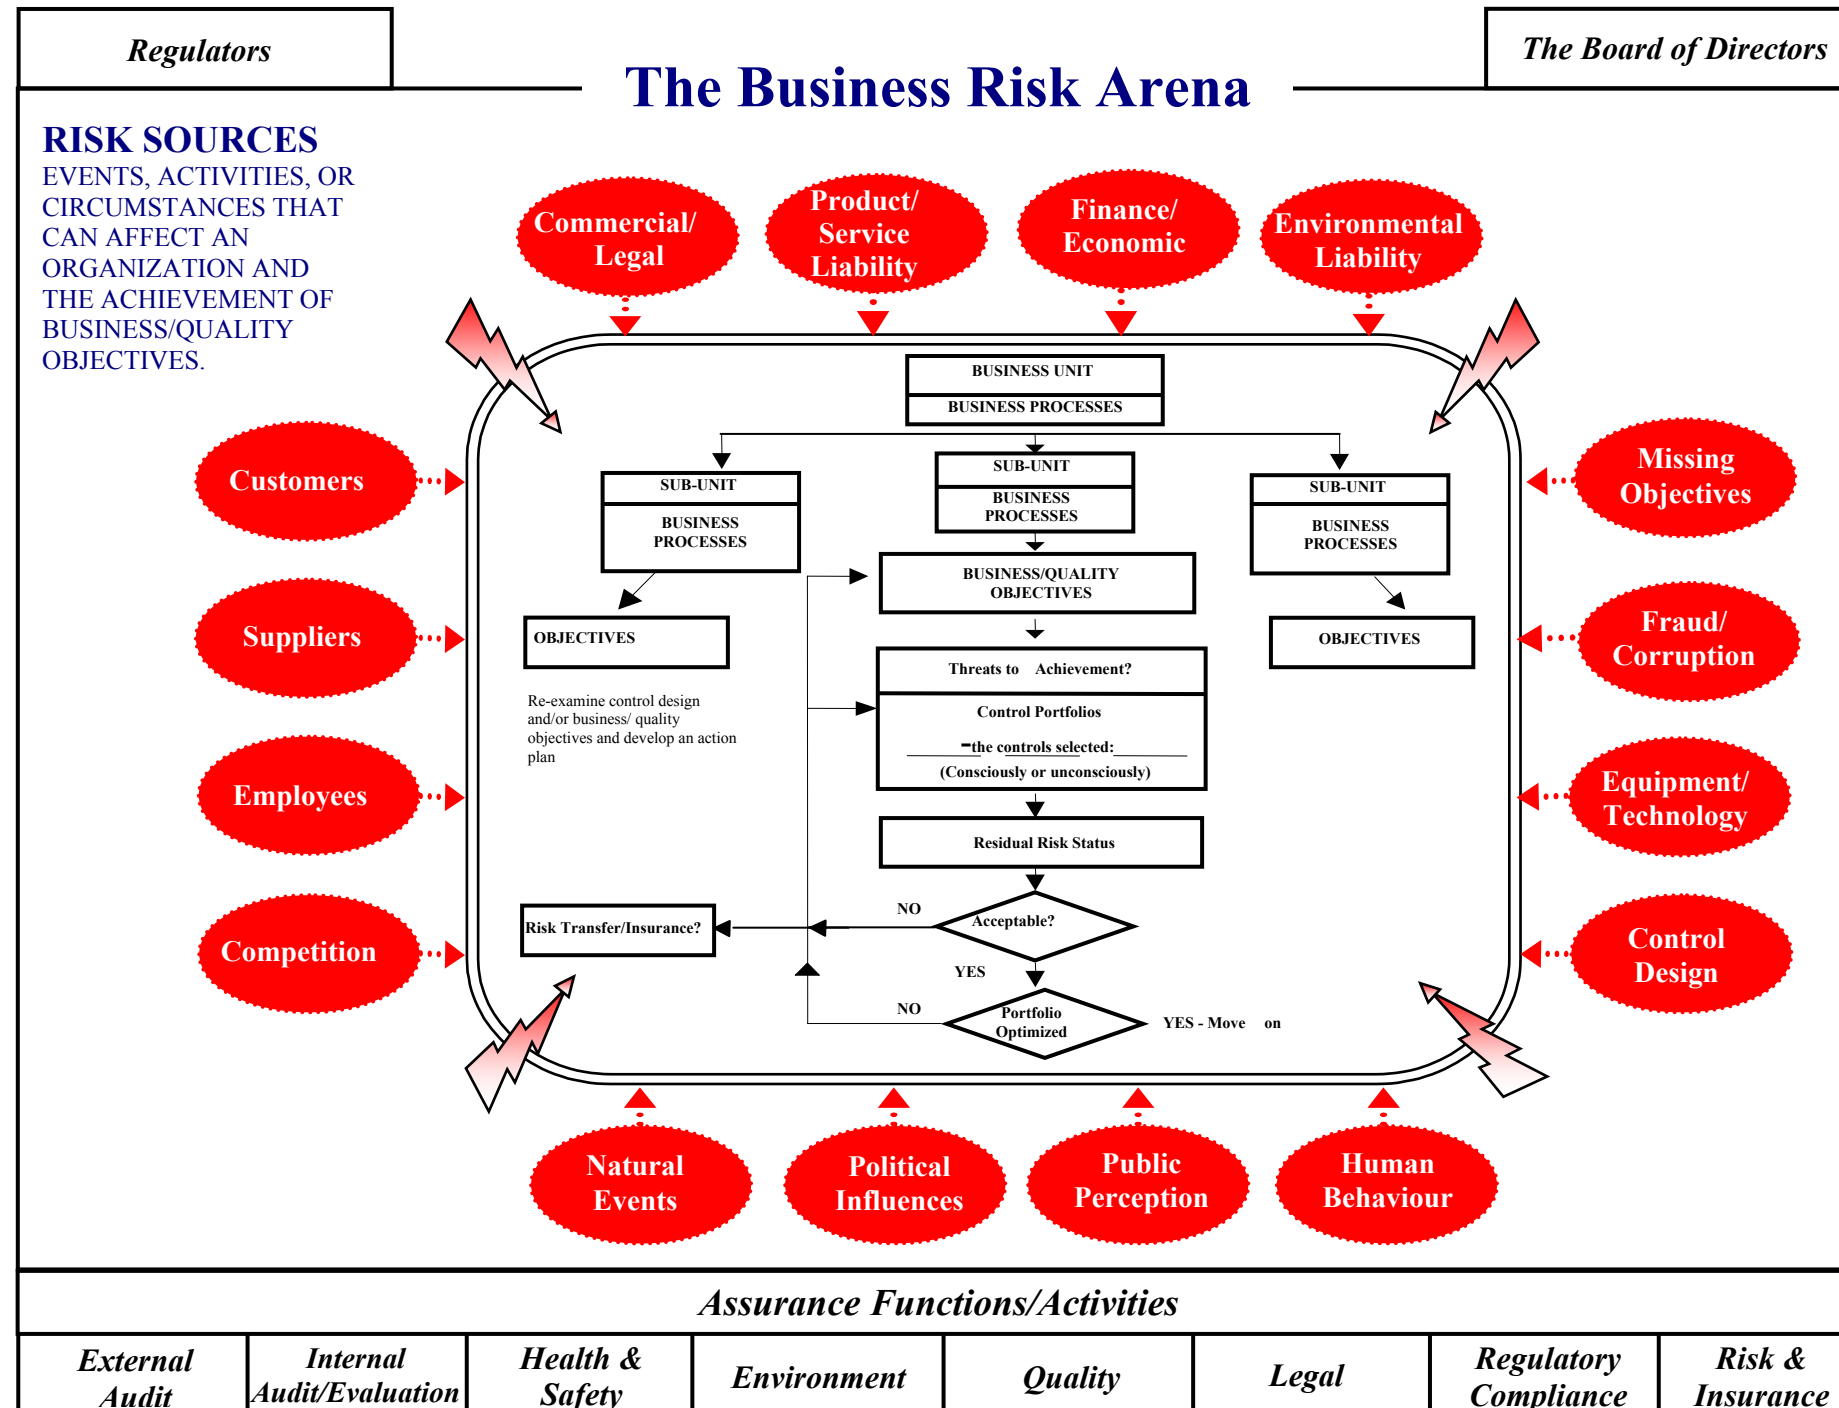 Regulators
The Board of Directors
The Business Risk Arena
RISK SOURCES
EVENTS, ACTIVITIES, OR
CIRCUMSTANCES THAT
CAN AFFECT AN
ORGANIZATION AND
THE ACHIEVEMENT OF
BUSINESS/QUALITY
OBJECTIVES.
Commercial/
Legal
Product/
Service
Liability
Finance/
Economic
Environmental
Liability
Customers
Suppliers
Employees
Competition
BUSINESS UNIT
BUSINESS PROCESSES
SUB-UNIT
BUSINESS
PROCESSES
SUB-UNIT
BUSINESS
PROCESSES
SUB-UNIT
BUSINESS
PROCESSES
OBJECTIVES
BUSINESS/QUALITY
OBJECTIVES
OBJECTIVES
Re-examine control design
and/or business/ quality
objectives and develop an action
plan
Threats to Achievement?
Control Portfolios
-the controls selected:
(Consciously or unconsciously)
Residual Risk Status
Risk Transfer/Insurance?
NO
Acceptable?
YES
NO
Portfolio
Optimized
YES - Move on
Missing
Objectives
Fraud/
Corruption
Equipment/
Technology
Control
Design
Natural
Events
Political
Influences
Public
Perception
Human
Behaviour
Assurance Functions/Activities
External
Audit
Internal
Audit/Evaluation
Health &
Safety
Environment
Quality
Legal
Regulatory
Compliance
Risk &
Insurance